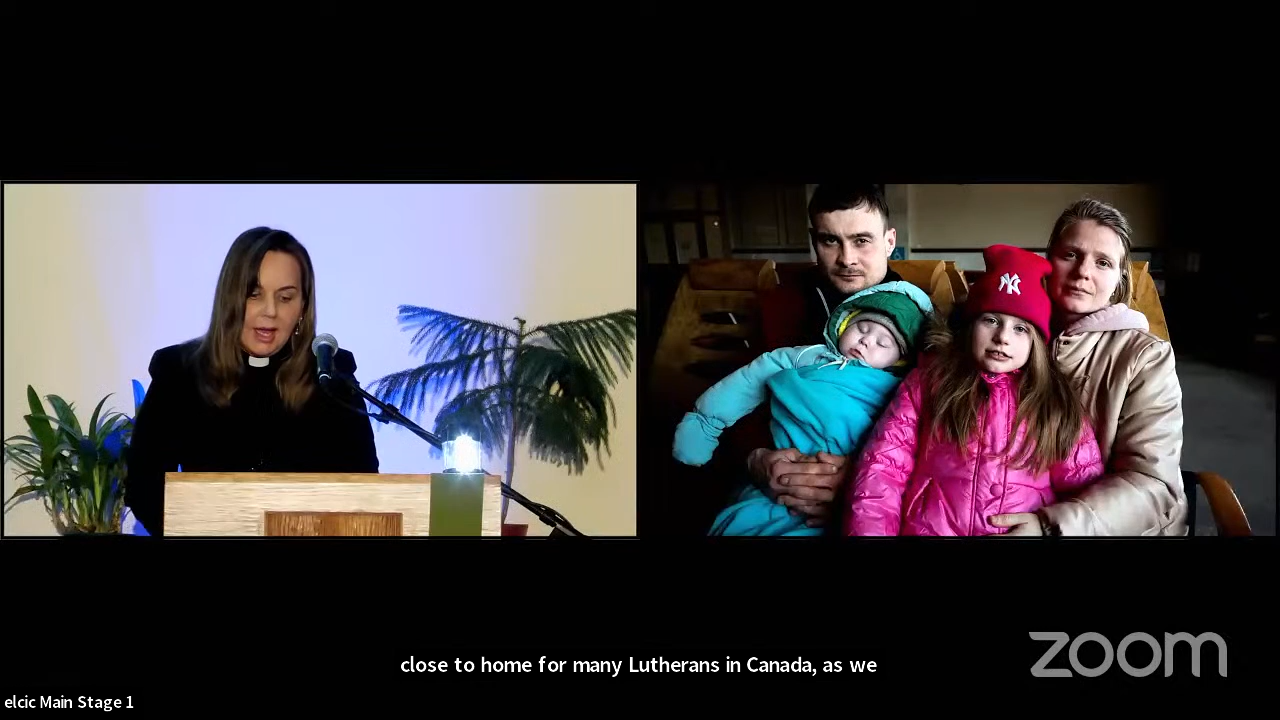 NY
close to home for many Lutherans in Canada, as we
zoom
elcic Main Stage 1